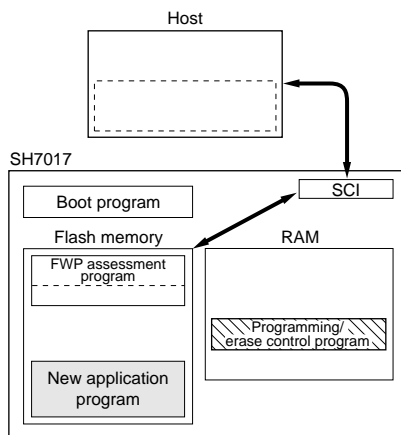 Host
SH7017
SCI
Boot program
Flash memory
RAM
FWP assessment
program
Programming/
erase control program
New application
program